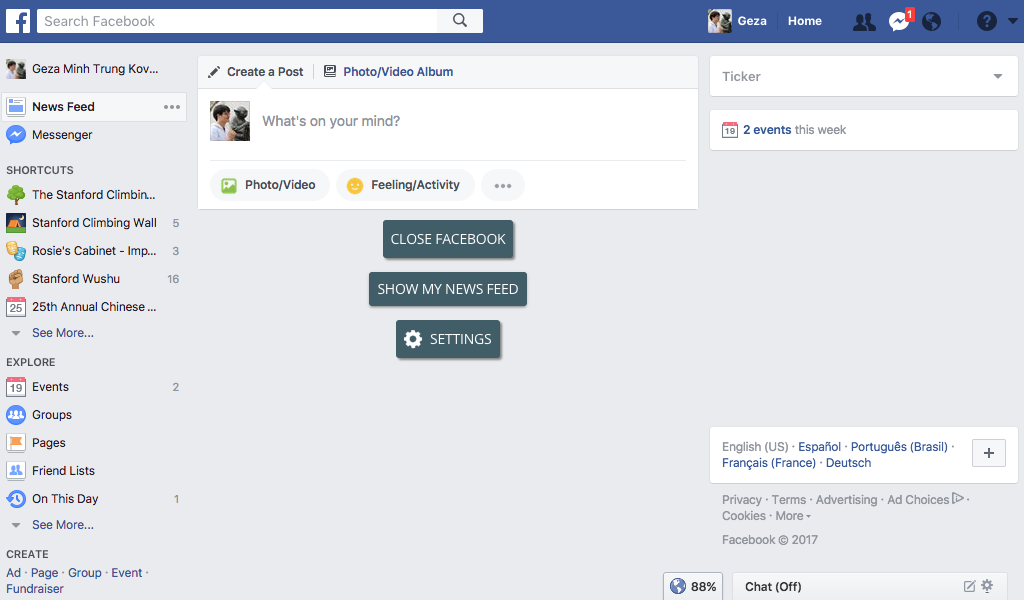 f
Search Facebook
Geza
Home
1
?
Geza Minh Trung Kov...
News Feed
Messenger
SHORTCUTS
The Stanford Climbin...
Stanford Climbing Wall 5
Rosie's Cabinet - Imp... 3
Stanford Wushu 16
25 25th Annual Chinese ...
See More...
EXPLORE
19 Events 2
Groups
Pages
Friend Lists
On This Day 1
See More...
CREATE
Ad · Page · Group · Event ·
Fundraiser
Create a Post
Photo/Video Album
What's on your mind?
Photo/Video
Feeling/Activity
CLOSE FACEBOOK
SHOW MY NEWS FEED
SETTINGS
Ticker
19 2 events this week
English (US) · Español · Português (Brasil) ·
Français (France) · Deutsch
+
Privacy · Terms · Advertising · Ad Choices ·
Cookies · More
Facebook © 2017
88%
Chat (Off)